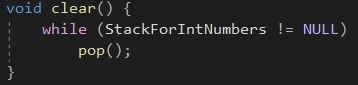 void clear() {
    while (StackForIntNumbers != NULL)
        pop();
}